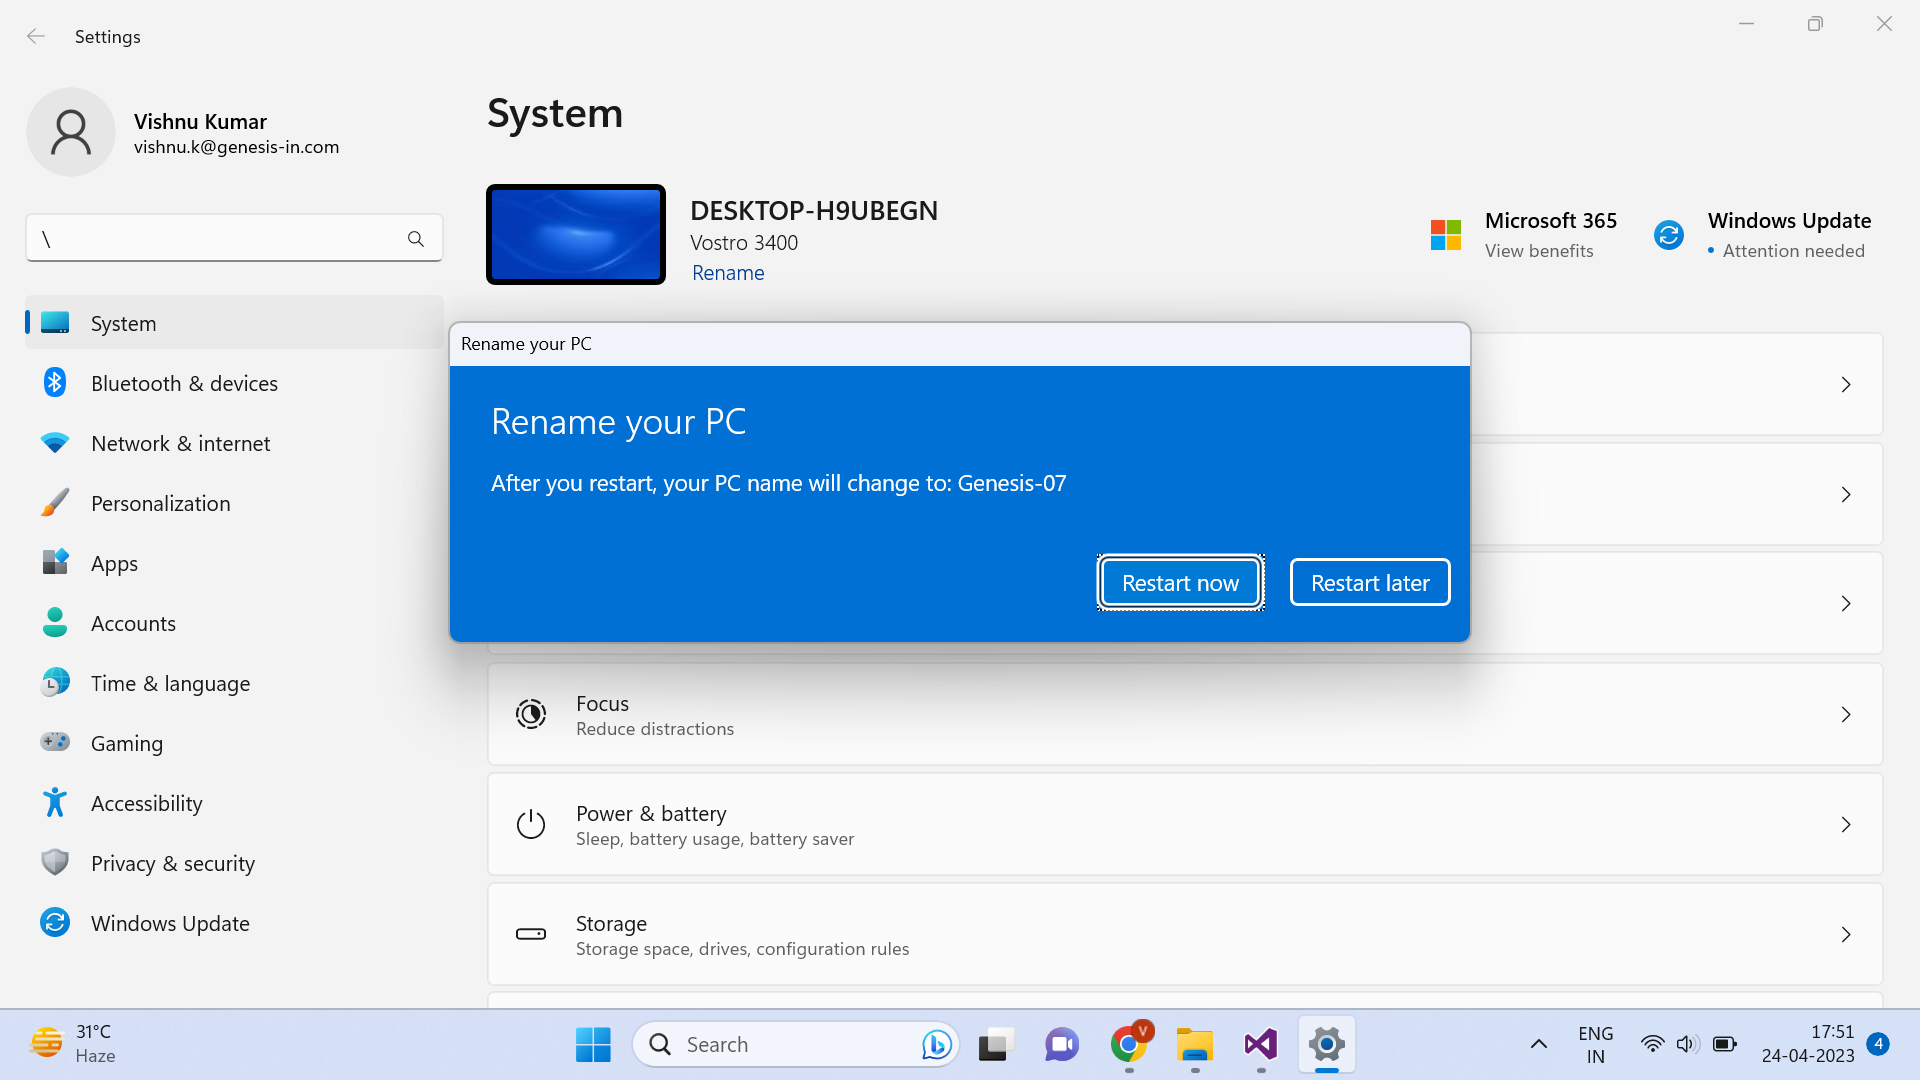 Settings
Vishnu Kumar
vishnu.k@genesis-in.com
\
System
Bluetooth & devices
Network & internet
Personalization
Apps
Accounts
Time & language
Gaming
Accessibility
Privacy & security
Windows Update
System
DESKTOP-H9UBEGN
Vostro 3400
Rename
Microsoft 365
View benefits
Windows Update
• Attention needed
Rename your PC
Rename your PC
After you restart, your PC name will change to: Genesis-07
Restart now
Restart later
Focus
Reduce distractions
Power & battery
Sleep, battery usage, battery saver
Storage
Storage space, drives, configuration rules
31°C
Haze
Search
V
ENG
IN
17:51
24-04-2023
4